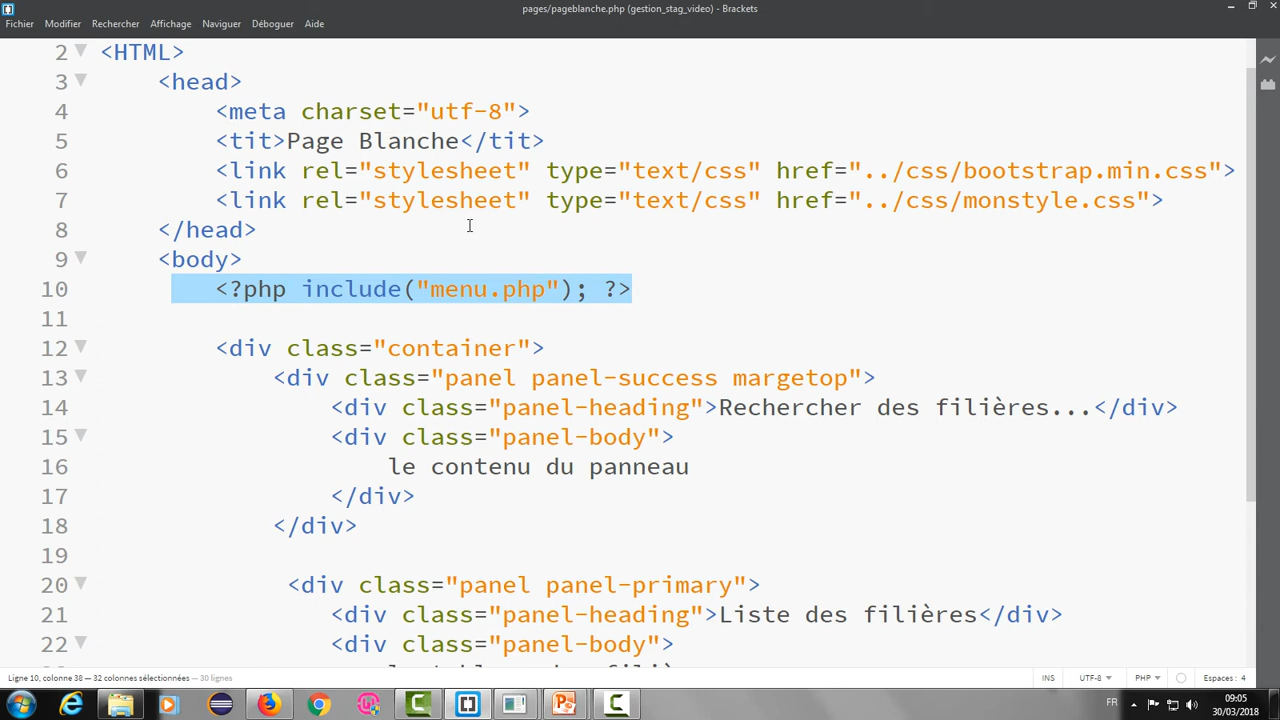 pages/pageblanche.php (gestion_stag_video) - Brackets
Fichier Modifier Rechercher Affichage Naviguer Déboguer Aide
2 <HTML>
3 <head>
4 <meta charset="utf-8">
5 <tit>Page Blanche</tit>
6 <link rel="stylesheet" type="text/css" href="../css/bootstrap.min.css">
7 <link rel="stylesheet" type="text/css" href="../css/monstyle.css">
8 </head>
9 <body>
10 <?php include("menu.php"); ?>
11
12 <div class="container">
13 <div class="panel panel-success margetop">
14 <div class="panel-heading">Rechercher des filières...</div>
15 <div class="panel-body">
16 le contenu du panneau
17 </div>
18 </div>
19
20 <div class="panel panel-primary">
21 <div class="panel-heading">Liste des filières</div>
22 <div class="panel-body">
Ligne 10, colonne 38 — 32 colonnes sélectionnées — 30 lignes
INS UTF-8 PHP Espaces : 4
FR 09:05
30/03/2018